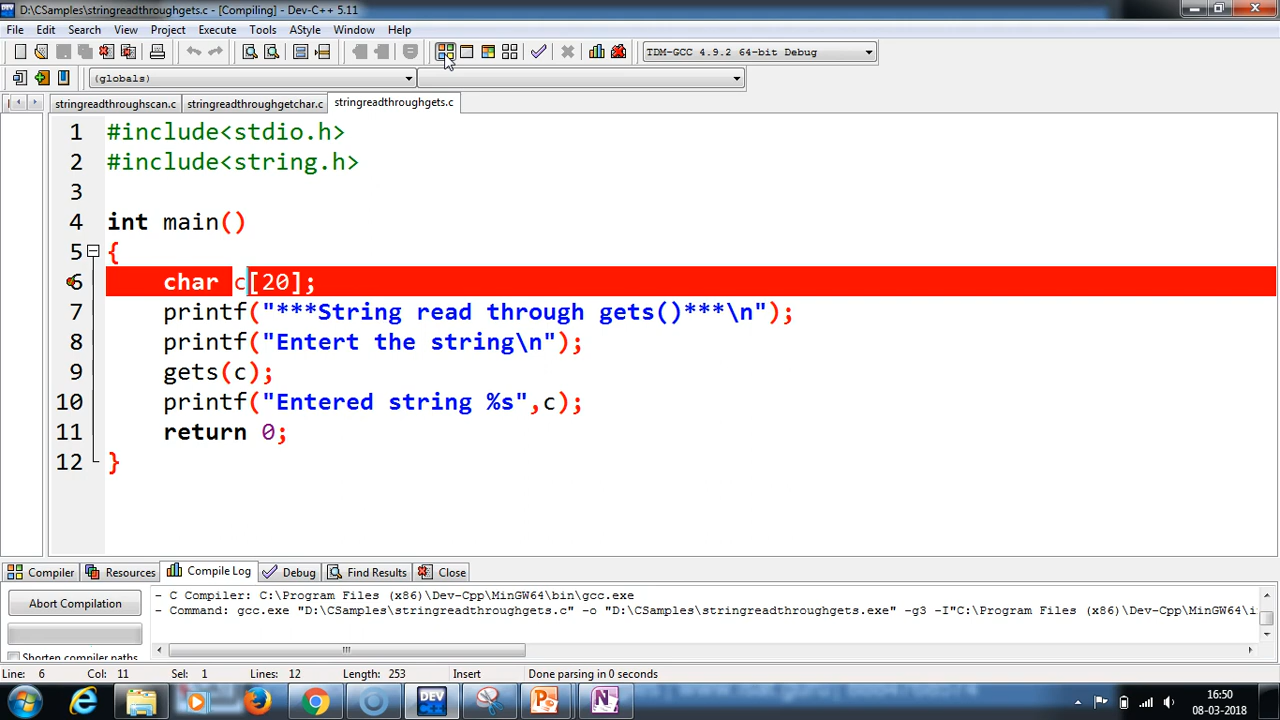 D:\CSamples\stringreadthroughgets.c - [Compiling] - Dev-C++ 5.11
File Edit Search View Project Execute Tools AStyle Window Help
TDM-GCC 4.9.2 64-bit Debug
(globals)
stringreadthroughscan.c stringreadthroughgetchar.c stringreadthroughgets.c
1 #include<stdio.h>
2 #include<string.h>
3
4 int main()
5 {
6 char c[20];
7 printf("***String read through gets()***\n");
8 printf("Entert the string\n");
9 gets(c);
10 printf("Entered string %s",c);
11 return 0;
12 }
Compiler Resources Compile Log Debug Find Results Close
Abort Compilation
Shorten compiler paths
- C Compiler: C:\Program Files (x86)\Dev-Cpp\MinGW64\bin\gcc.exe
- Command: gcc.exe "D:\CSamples\stringreadthroughgets.c" -o "D:\CSamples\stringreadthroughgets.exe" -g3 -I"C:\Program Files (x86)\Dev-Cpp\MinGW64\i
Line: 6 Col: 11 Sel: 1 Lines: 12 Length: 253 Insert Done parsing in 0 seconds
DEV
16:50
08-03-2018